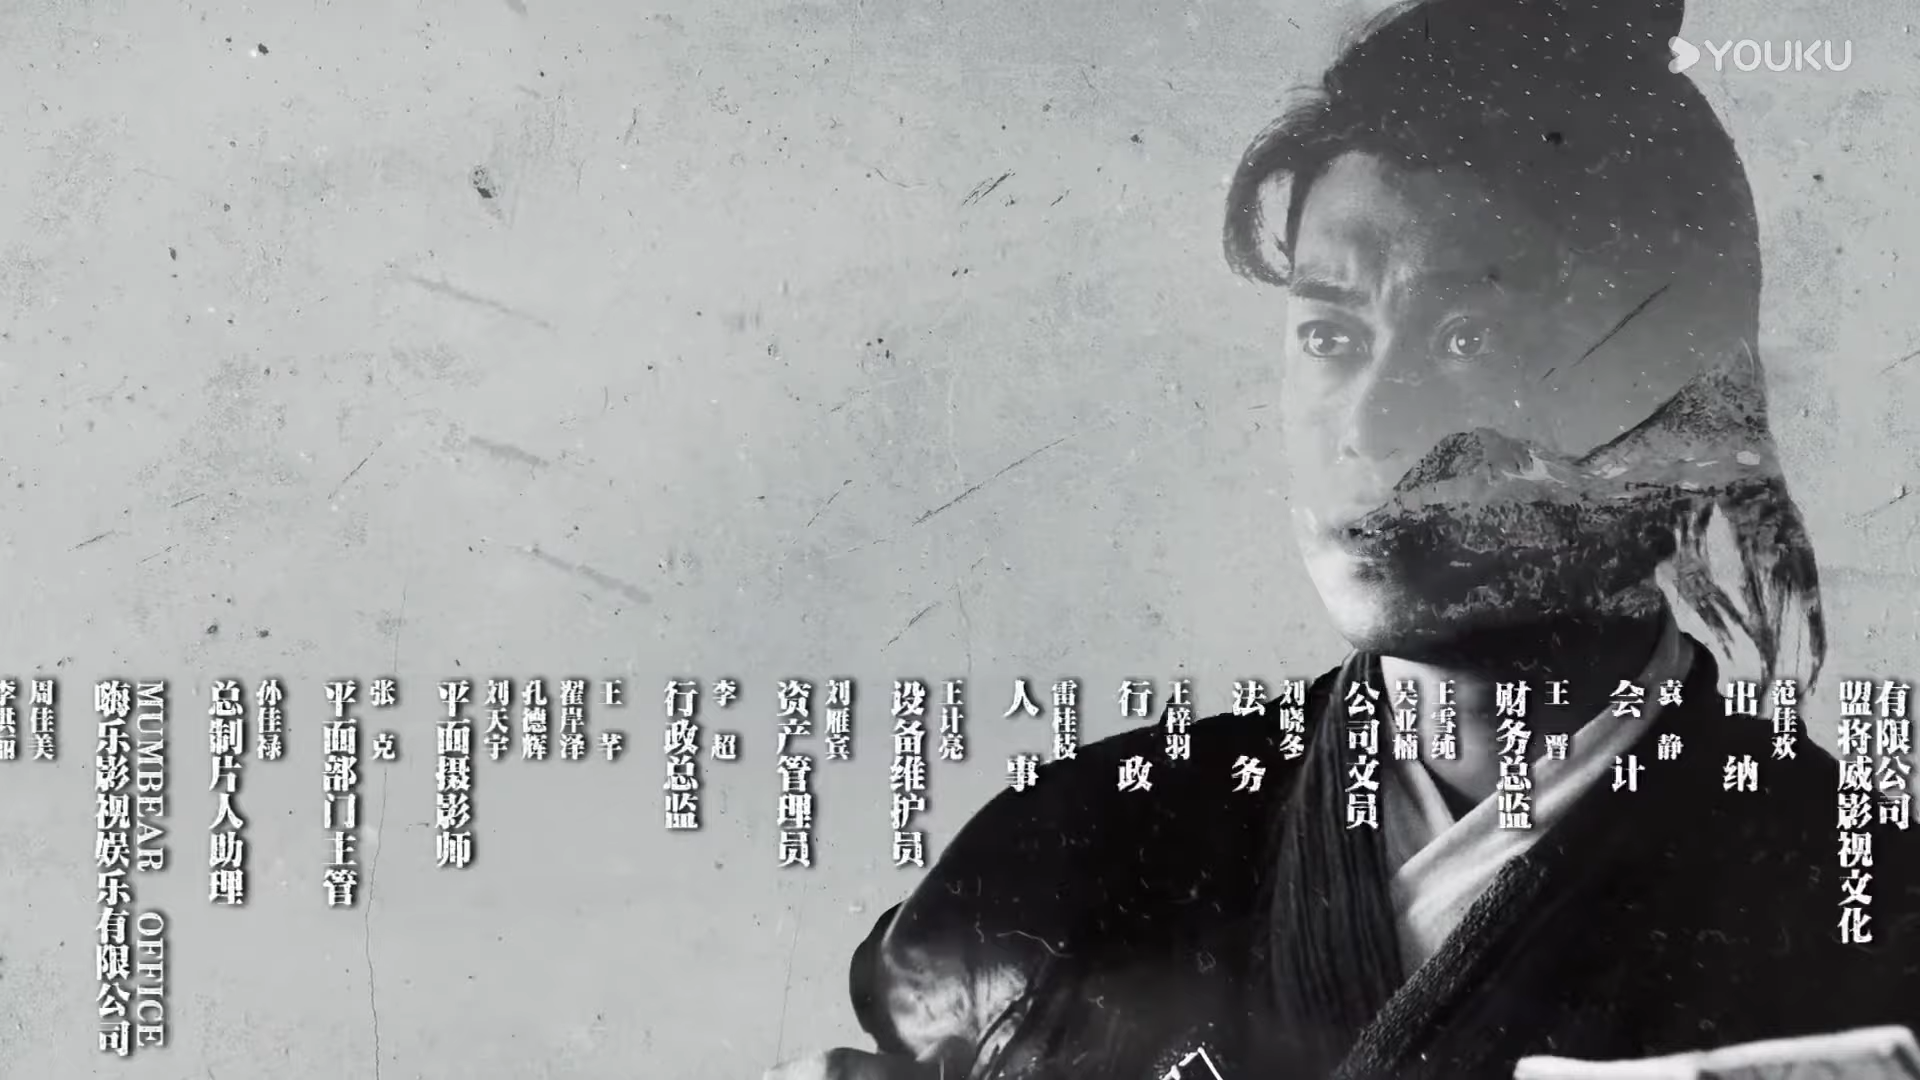 YOUKU
有限公司
盟将威影视文化
范佳欢
出纳
袁静
会计
王晋
财务总监
王雪纯
吴亚楠
公司文员
刘晓多
法务
王梓羽
行政
雷桂枝
人事
王计亮
设备维护员
刘雁宾
资产管理员
李超
行政总监
王芊
翟岸泽
孔德辉
刘天宇
平面摄影师
张克
平面部门主管
孙佳禄
总制片人助理
MUMBEAR OFFICE
嗨乐影视娱乐有限公司
周佳美